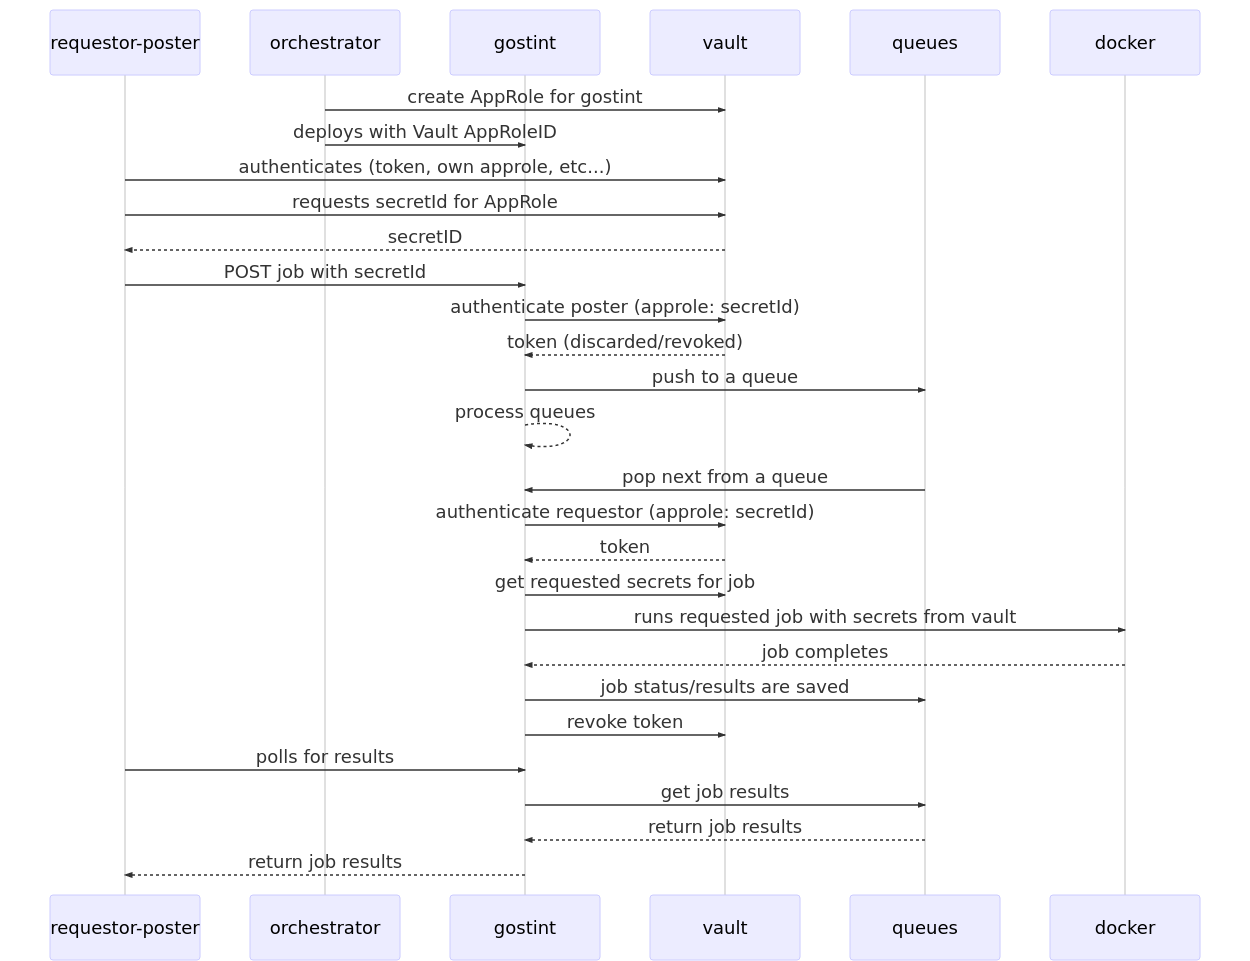 requestor-poster
orchestrator
gostint
vault
queues
docker
create AppRole for gostint
deploys with Vault AppRoleID
authenticates (token, own approle, etc...)
requests secretId for AppRole
secretID
POST job with secretId
authenticate poster (approle: secretId)
token (discarded/revoked)
push to a queue
process queues
pop next from a queue
authenticate requestor (approle: secretId)
token
get requested secrets for job
runs requested job with secrets from vault
job completes
job status/results are saved
revoke token
polls for results
get job results
return job results
return job results
requestor-poster
orchestrator
gostint
vault
queues
docker